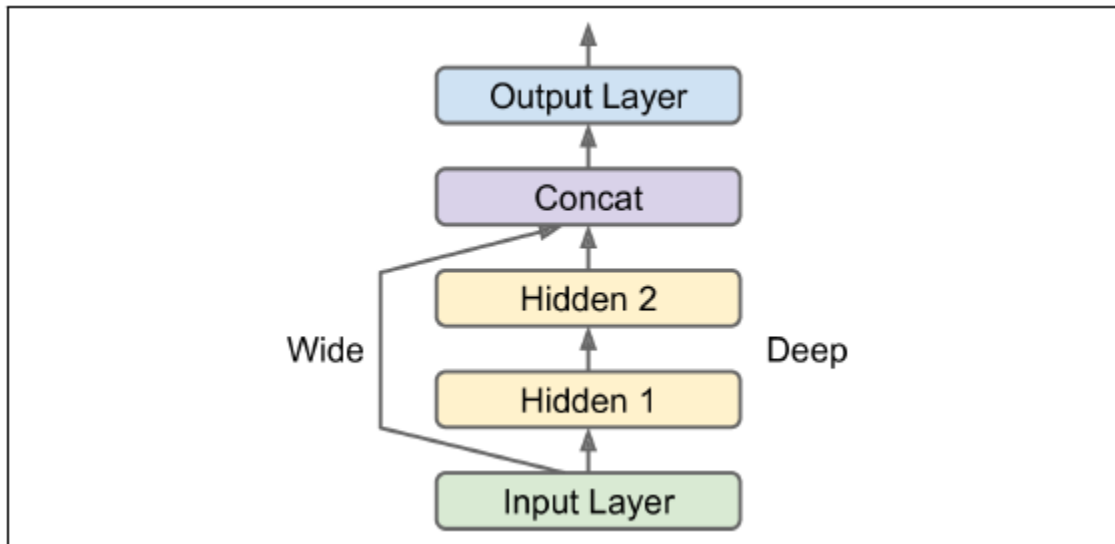 Output Layer
Concat
Hidden 2
Wide
Deep
Hidden 1
Input Layer